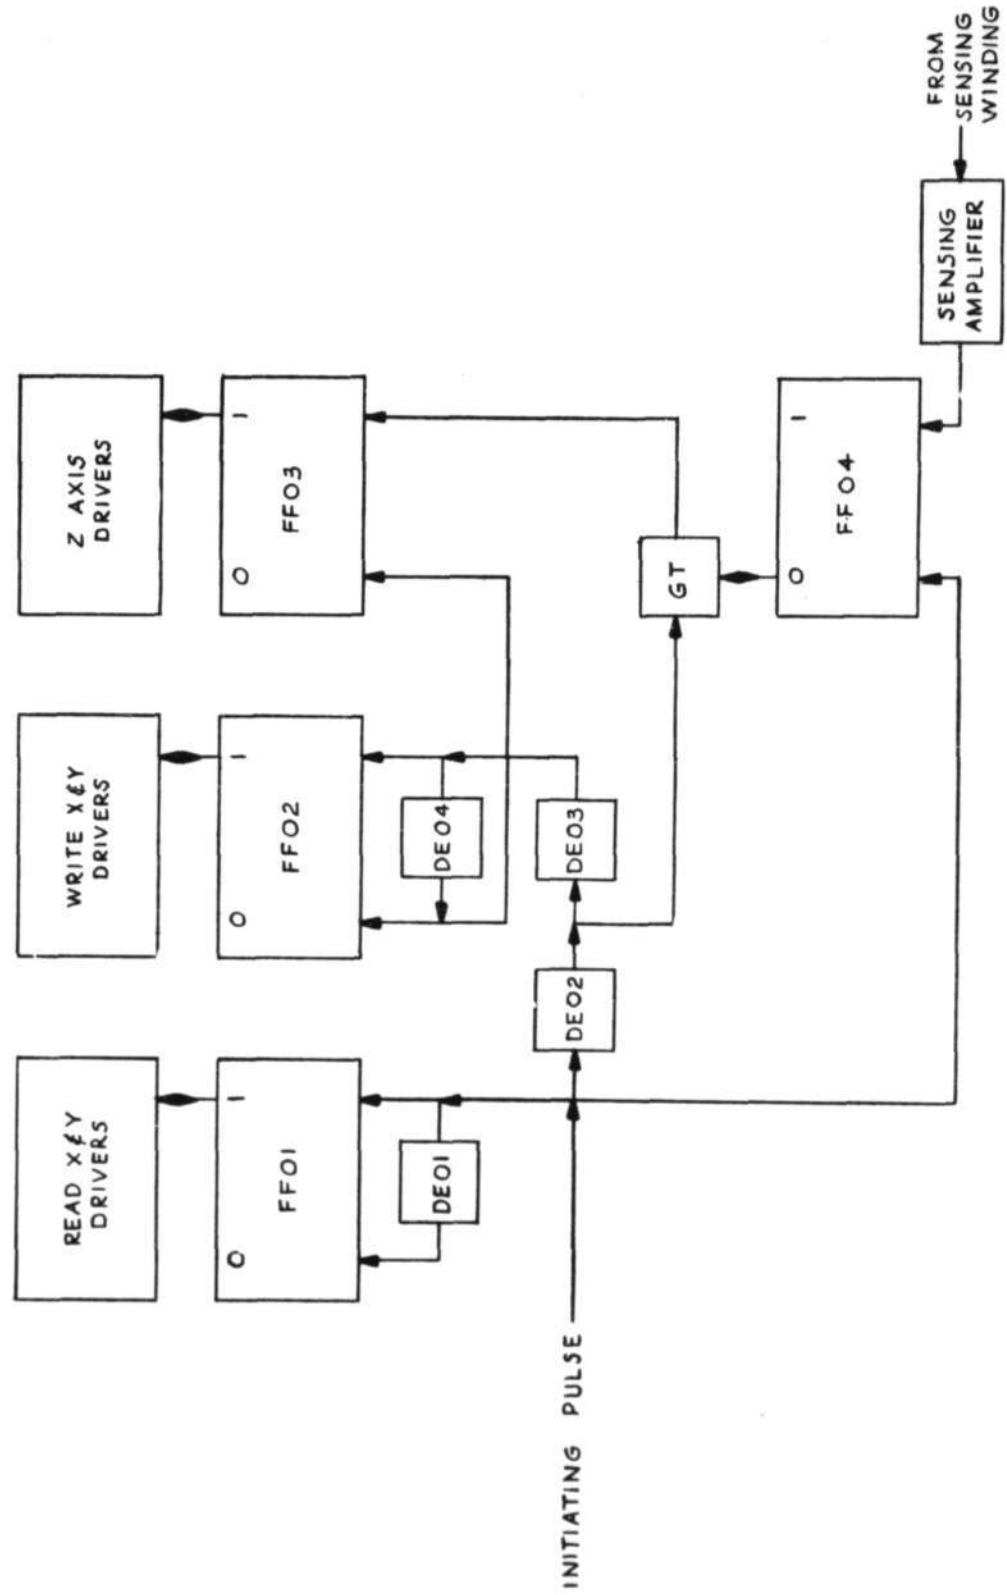 READ X & Y
DRIVERS
WRITE X & Y
DRIVERS
Z AXIS
DRIVERS
0
1
FF01
0
1
FF02
0
1
FF03
DE01
DE04
DE02
DE03
GT
INITIATING PULSE
0
1
FF04
SENSING
AMPLIFIER
FROM
SENSING
WINDING